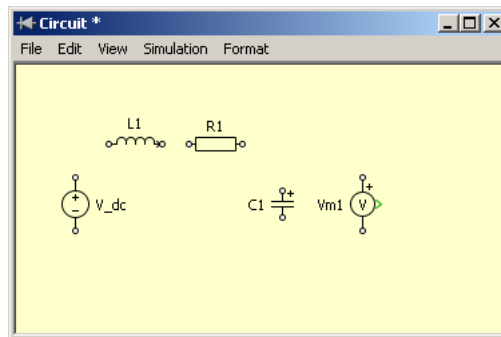 Circuit *
File Edit View Simulation Format
L1
R1
V_dc
C1
Vm1
V